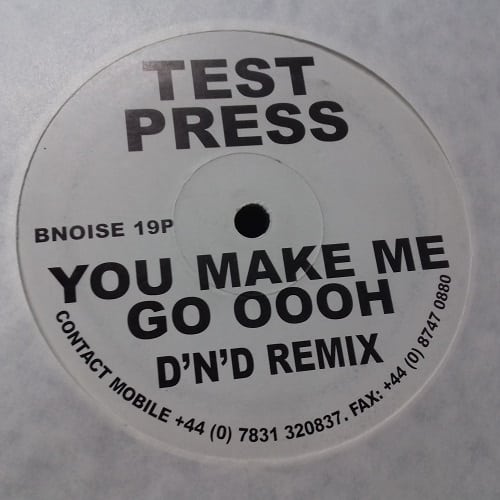 TEST
PRESS
BNOISE 19P
YOU MAKE ME
GO OOOH
D'N'D REMIX
CONTACT MOBILE +44 (0) 7831 320837. FAX: +44 (0) 8747 0880